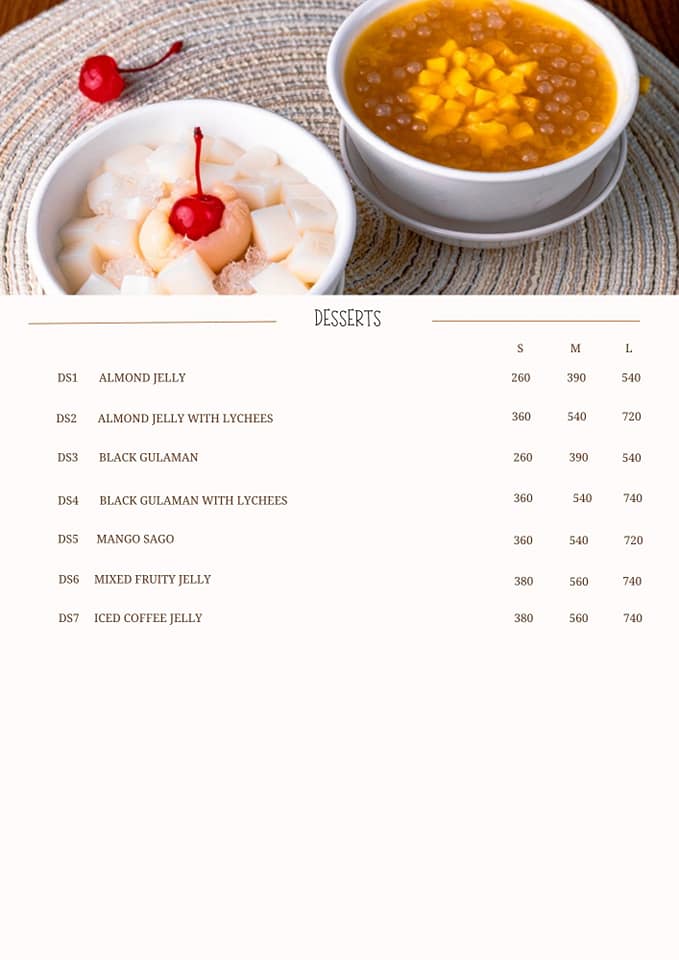 DESSERTS
S M L
DS1 ALMOND JELLY 260 390 540
DS2 ALMOND JELLY WITH LYCHEES 360 540 720
DS3 BLACK GULAMAN 260 390 540
DS4 BLACK GULAMAN WITH LYCHEES 360 540 740
DS5 MANGO SAGO 360 540 720
DS6 MIXED FRUITY JELLY 380 560 740
DS7 ICED COFFEE JELLY 380 560 740